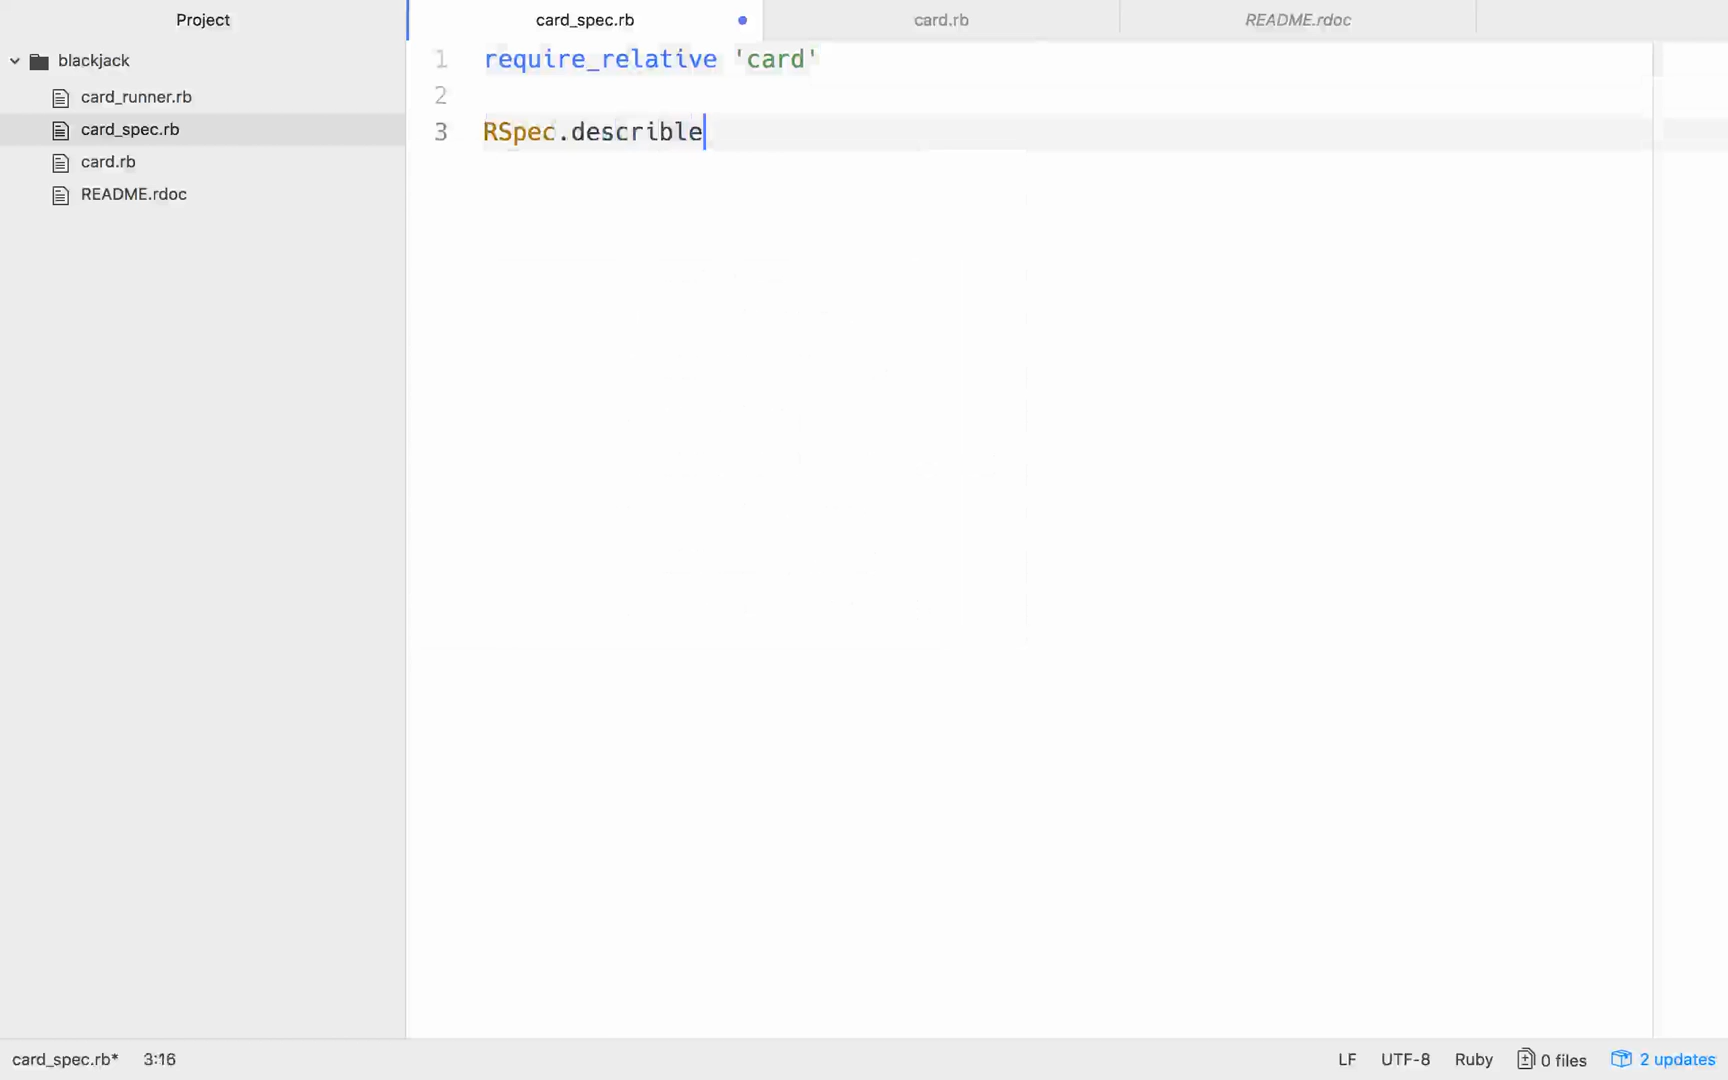 Project
card_spec.rb
card.rb
README.rdoc
blackjack
card_runner.rb
card_spec.rb
card.rb
README.rdoc
1 require_relative 'card'
2
3 RSpec.describle
card_spec.rb* 3:16 LF UTF-8 Ruby 0 files 2 updates